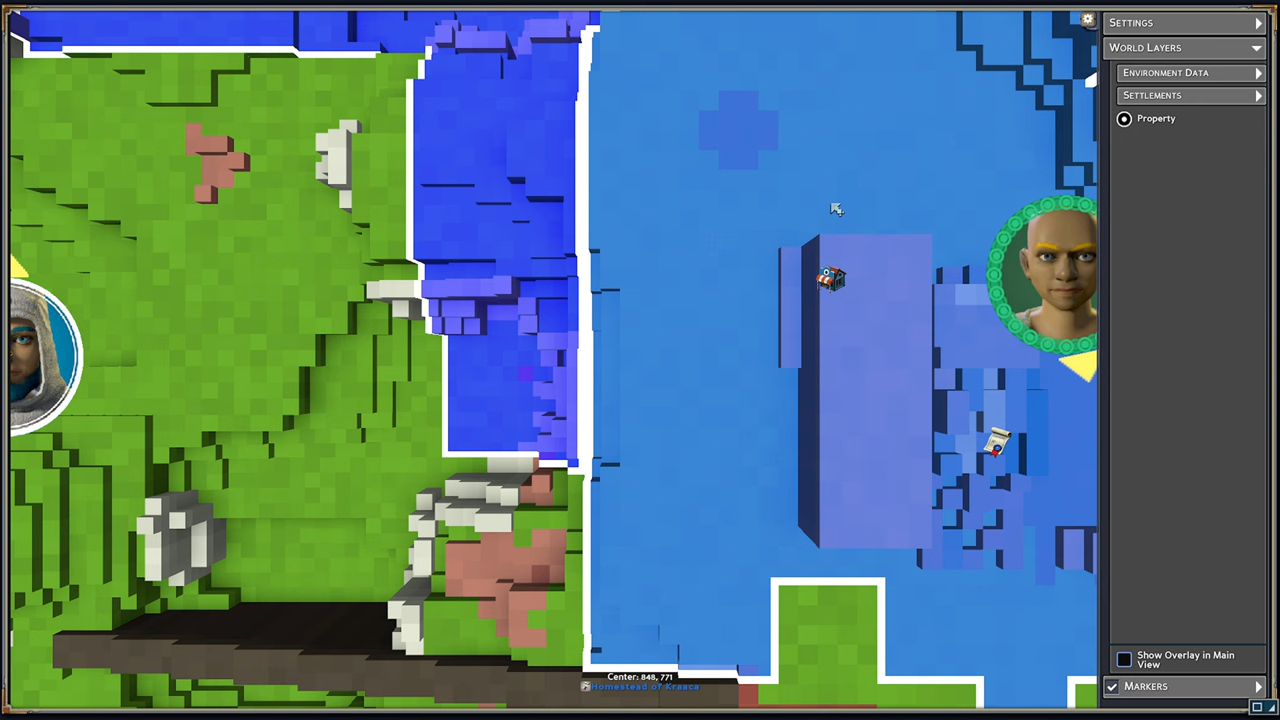 SETTINGS
WORLD LAYERS
ENVIRONMENT DATA
SETTLEMENTS
Property
Show Overlay in Main
View
MARKERS
Center: 848, 771
Homestead of Kraaca